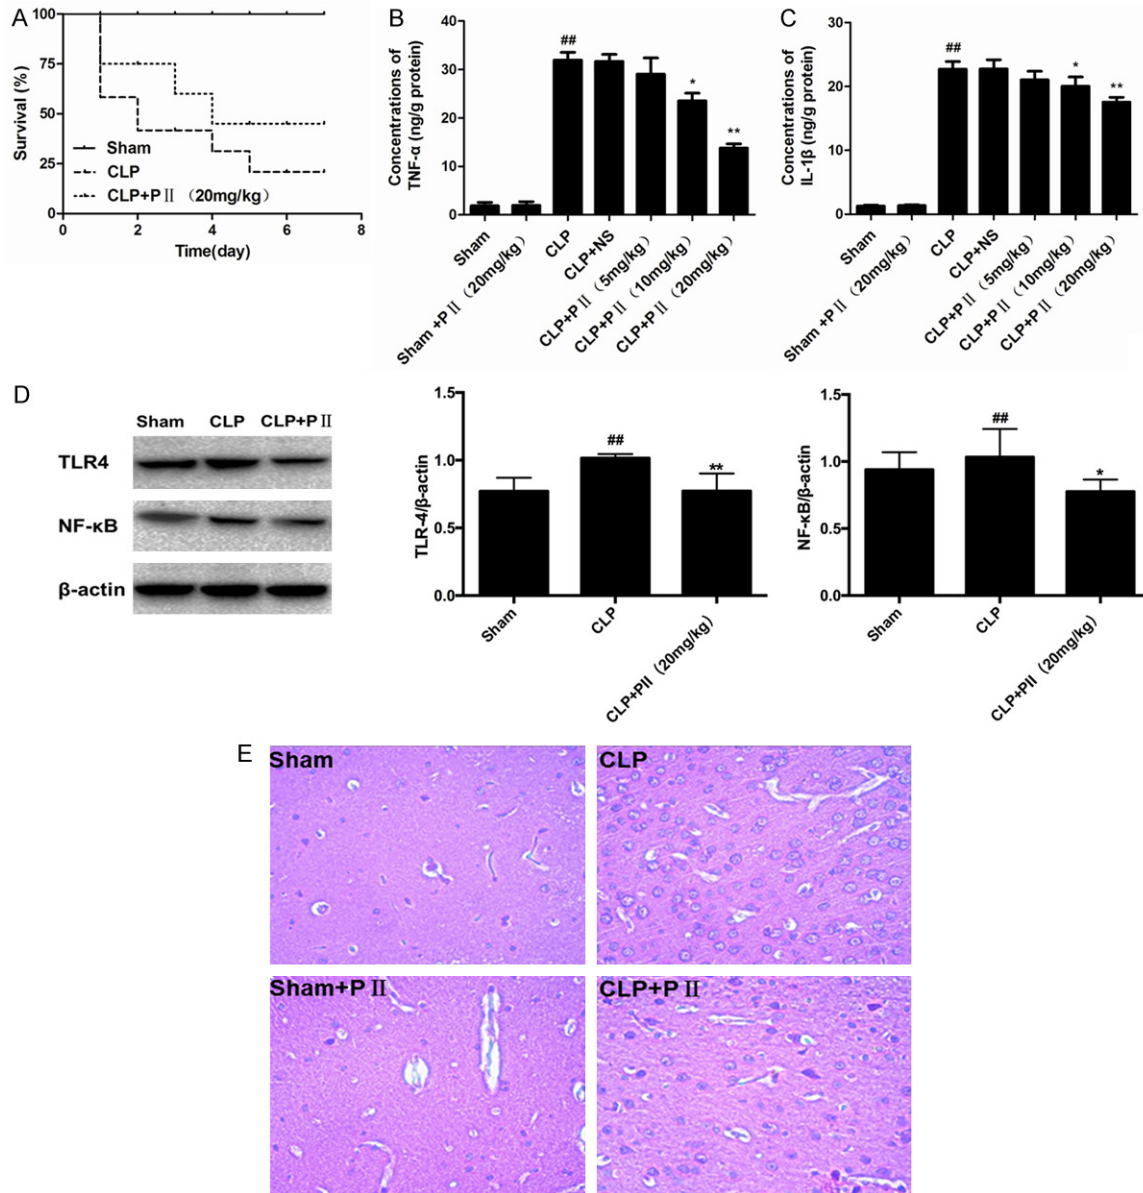 A
Survival (%)
100
75
50
25
0
Sham
CLP
CLP+PⅡ（20mg/kg）
0 2 4 6 8
Time(day)
B
Concentrations of
TNF-α (ng/g protein)
40
30
20
10
0
##
*
**
Sham
Sham +PⅡ（20mg/kg）
CLP
CLP+NS
CLP+PⅡ（5mg/kg）
CLP+PⅡ（10mg/kg）
CLP+PⅡ（20mg/kg）
C
Concentrations of
IL-1β (ng/g protein)
30
20
10
0
##
*
**
Sham
Sham +PⅡ（20mg/kg）
CLP
CLP+NS
CLP+PⅡ（5mg/kg）
CLP+PⅡ（10mg/kg）
CLP+PⅡ（20mg/kg）
D
Sham CLP CLP+PⅡ
TLR4
NF-κB
β-actin
TLR-4/β-actin
1.5
1.0
0.5
0.0
##
**
Sham
CLP
CLP+PII（20mg/kg）
NF-κB/β-actin
1.5
1.0
0.5
0.0
##
*
Sham
CLP
CLP+PII（20mg/kg）
E
Sham
CLP
Sham+PⅡ
CLP+PⅡ